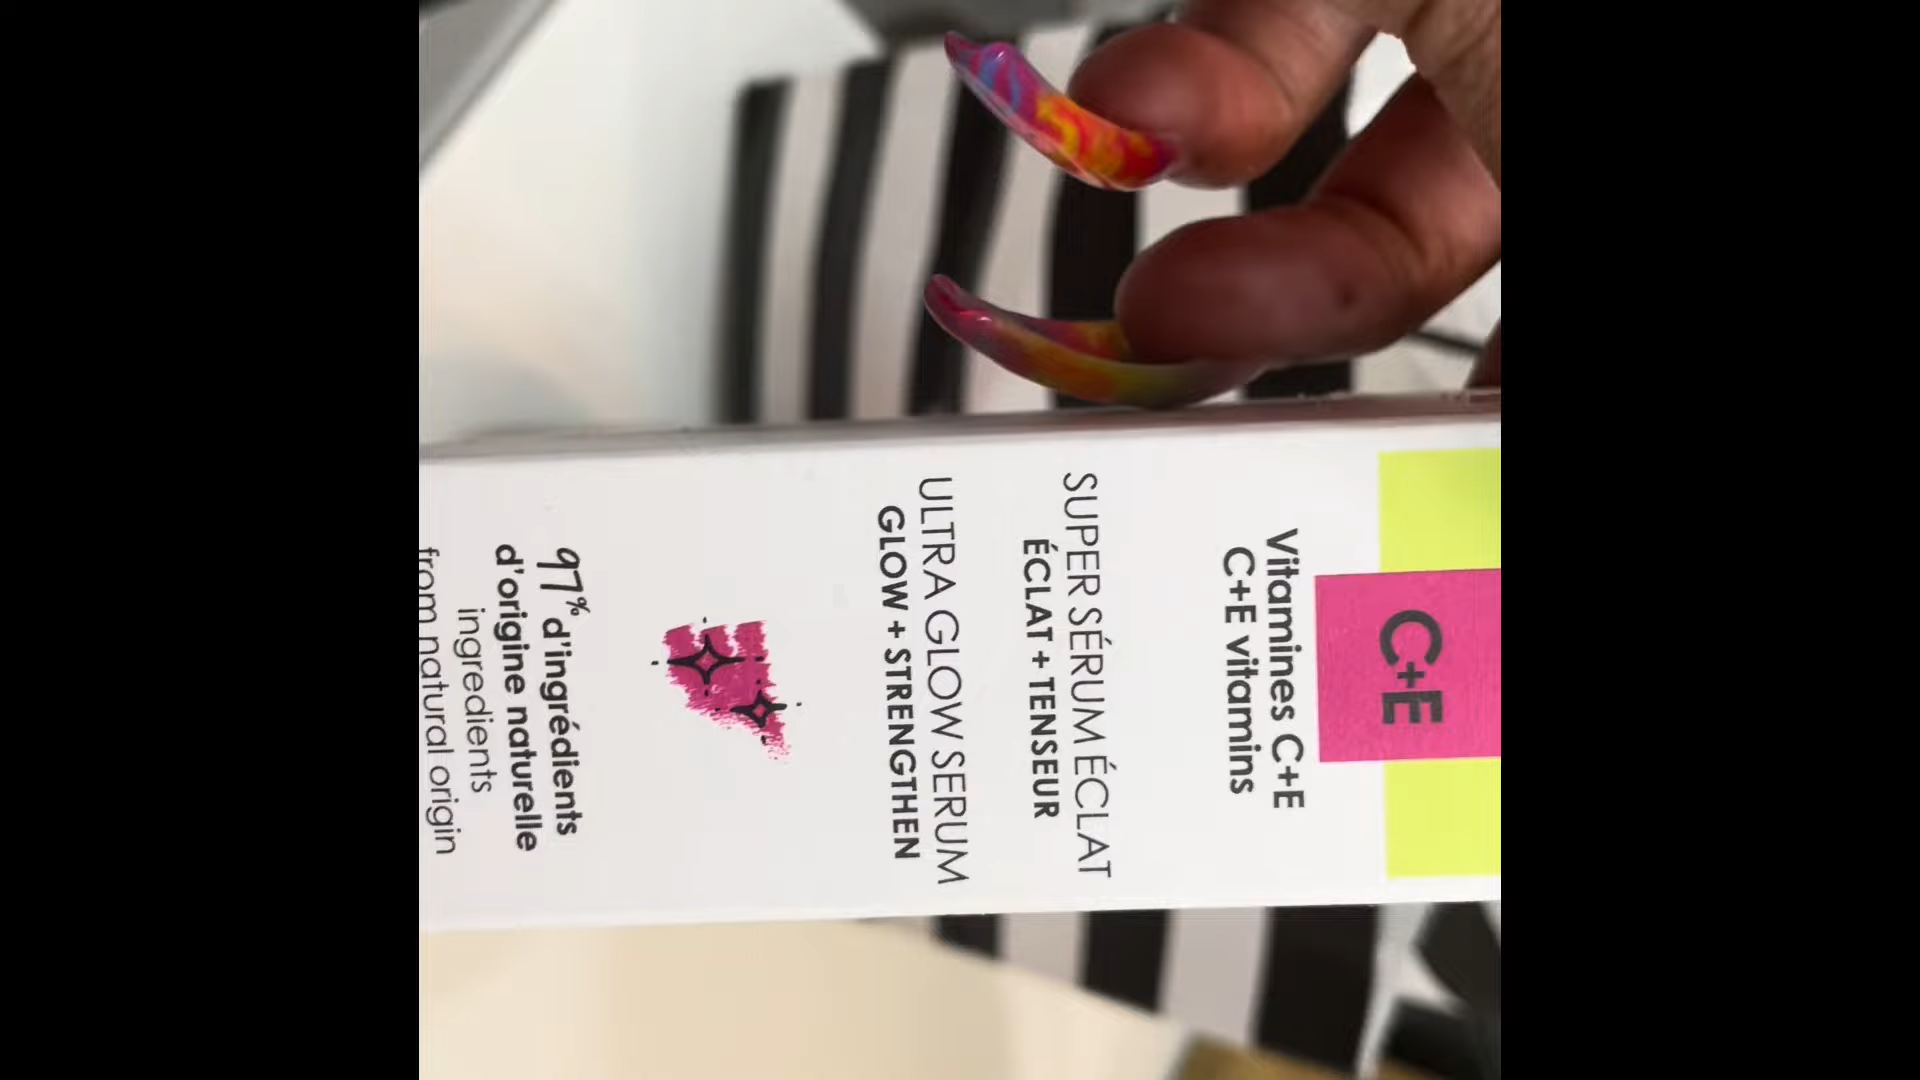 C+E
Vitamines C+E
C+E vitamins
SUPER SÉRUM ÉCLAT
ÉCLAT + TENSEUR
ULTRA GLOW SERUM
GLOW + STRENGTHEN
97% d'ingrédients
d'origine naturelle
ingredients
from natural origin